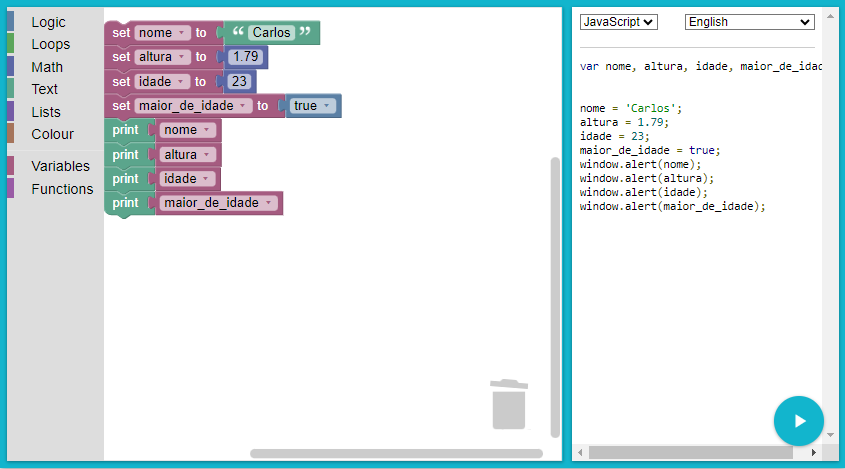 Logic
Loops
Math
Text
Lists
Colour
Variables
Functions
set nome to “ Carlos ”
set altura to 1.79
set idade to 23
set maior_de_idade to true
print nome
print altura
print idade
print maior_de_idade
JavaScript English
var nome, altura, idade, maior_de_idad
nome = 'Carlos';
altura = 1.79;
idade = 23;
maior_de_idade = true;
window.alert(nome);
window.alert(altura);
window.alert(idade);
window.alert(maior_de_idade);